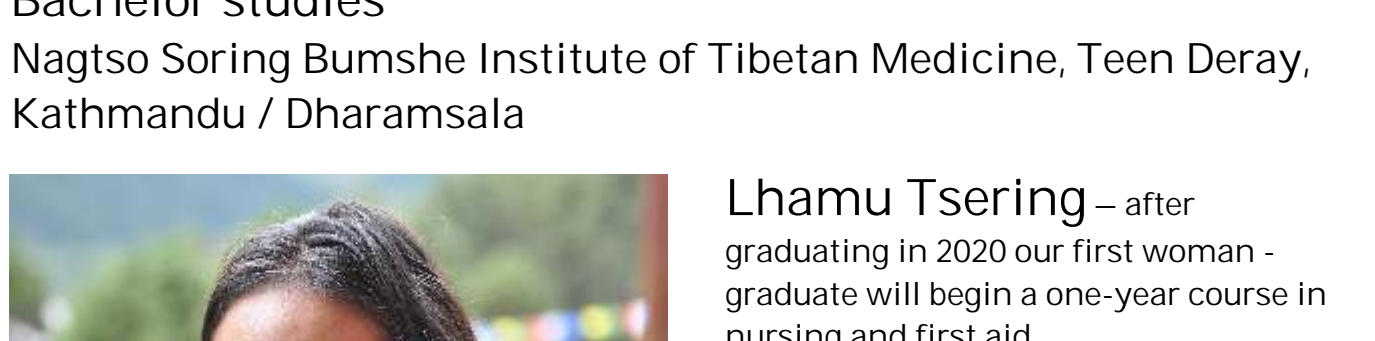 Bachelor studies
Nagtso Soring Bumshe Institute of Tibetan Medicine, Teen Deray,
Kathmandu / Dharamsala
Lhamu Tsering – after
graduating in 2020 our first woman -
graduate will begin a one-year course in
nursing and first aid